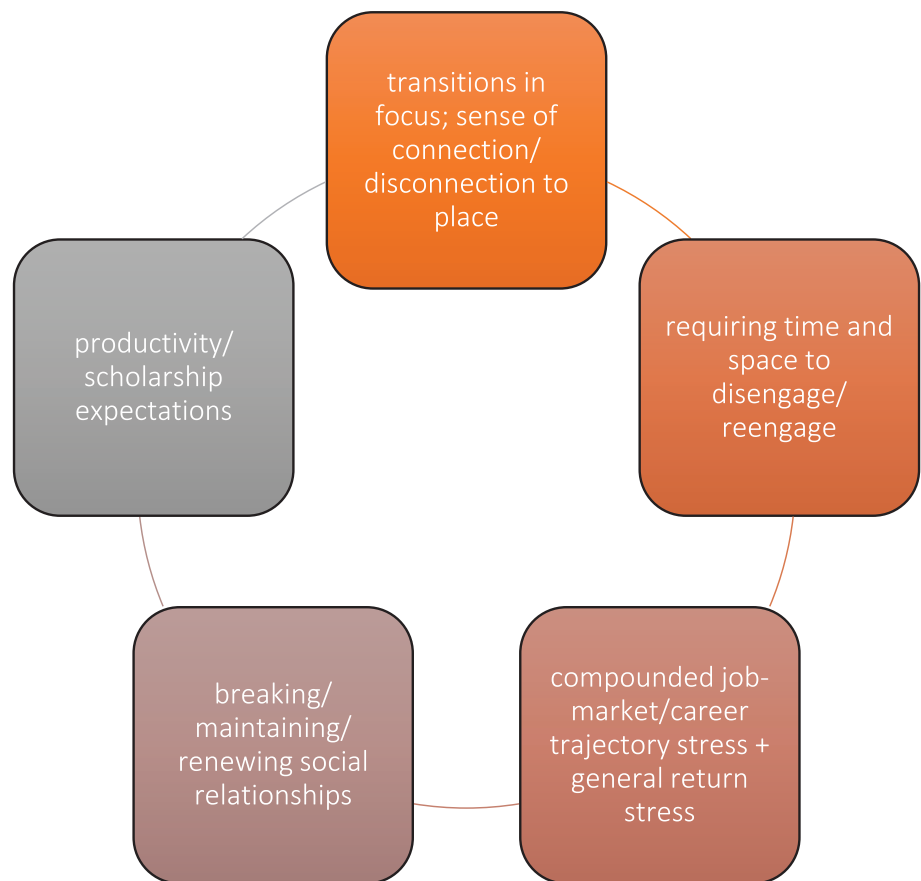 transitions in
focus; sense of
connection/
disconnection to
place
requiring time and
space to
disengage/
reengage
compounded job-
market/career
trajectory stress +
general return
stress
breaking/
maintaining/
renewing social
relationships
productivity/
scholarship
expectations